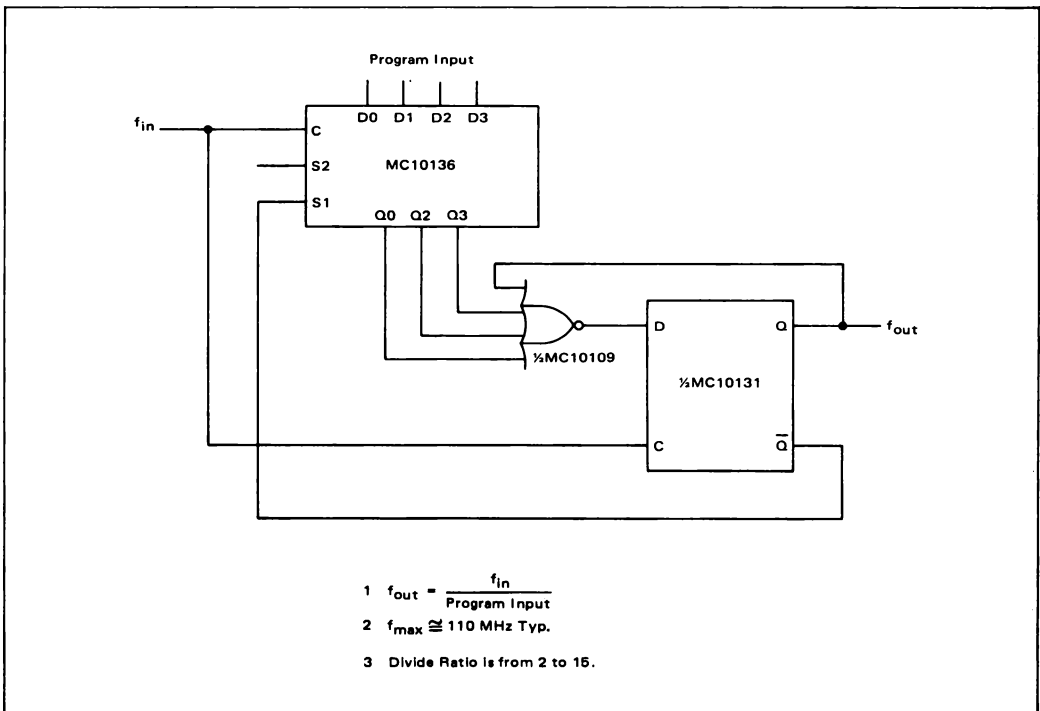 Program Input
D0 D1 D2 D3
f_in
C
MC10136
S2
S1
Q0 Q2 Q3
½MC10109
D
Q
f_out
½MC10131
C
Q̅
1 f_out = f_in / Program Input
2 f_max ≅ 110 MHz Typ.
3 Divide Ratio is from 2 to 15.